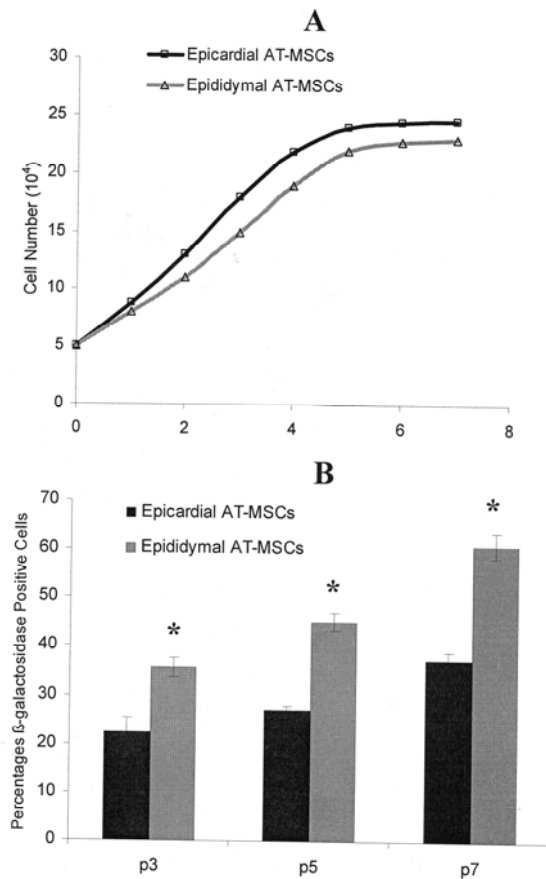 A
Epicardial AT-MSCs
Epididymal AT-MSCs
Cell Number (10⁴)
30
25
20
15
10
5
0
0 2 4 6 8
B
Epicardial AT-MSCs
Epididymal AT-MSCs
Percentages ß-galactosidase Positive Cells
70
60
50
40
30
20
10
0
* * *
p3 p5 p7